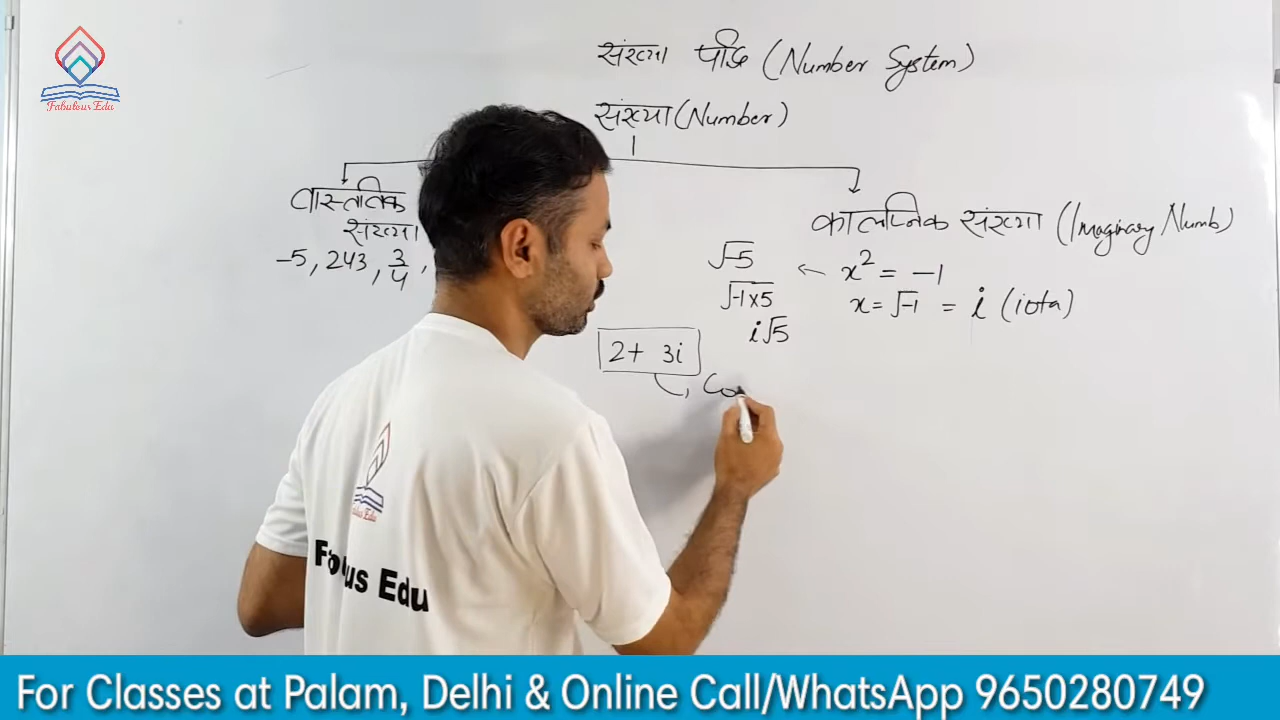 Fabulous Edu
संख्या पद्धि (Number System)
संख्या (Number)
वास्तविक
संख्या
-5, 243, 3/4,
काल्पनिक संख्या (Imaginary Numb)
x² = -1
x = √-1 = i (iota)
√-5
√-1×5
i√5
2+ 3i
Co
Fabulous Edu
For Classes at Palam, Delhi & Online Call/WhatsApp 9650280749